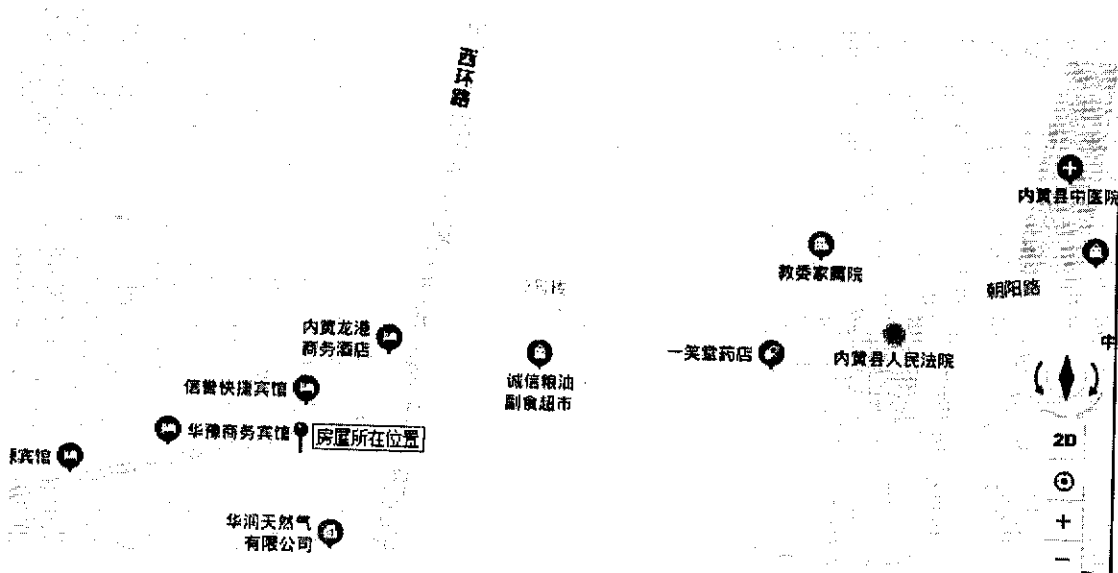 西环路
内黄县中医院
教委家属院
号楼
朝阳路
内黄龙港
商务酒店
一笑堂药店
内黄县人民法院
中
诚信粮油
副食超市
信誉快捷宾馆
华豫商务宾馆
房屋所在位置
宾馆
2D
华润天然气
有限公司
+
−